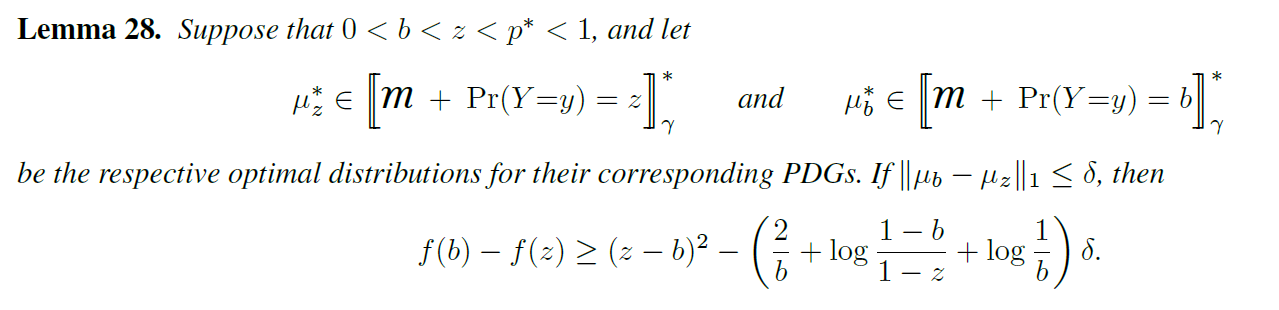 Lemma 28. Suppose that 0 < b < z < p* < 1, and let
μ*_z ∈ ⟦m + Pr(Y=y) = z⟧*_γ and μ*_b ∈ ⟦m + Pr(Y=y) = b⟧*_γ
be the respective optimal distributions for their corresponding PDGs. If ‖μ_b − μ_z‖_1 ≤ δ, then
f(b) − f(z) ≥ (z − b)² − (2/b + log (1 − b)/(1 − z) + log 1/b) δ.